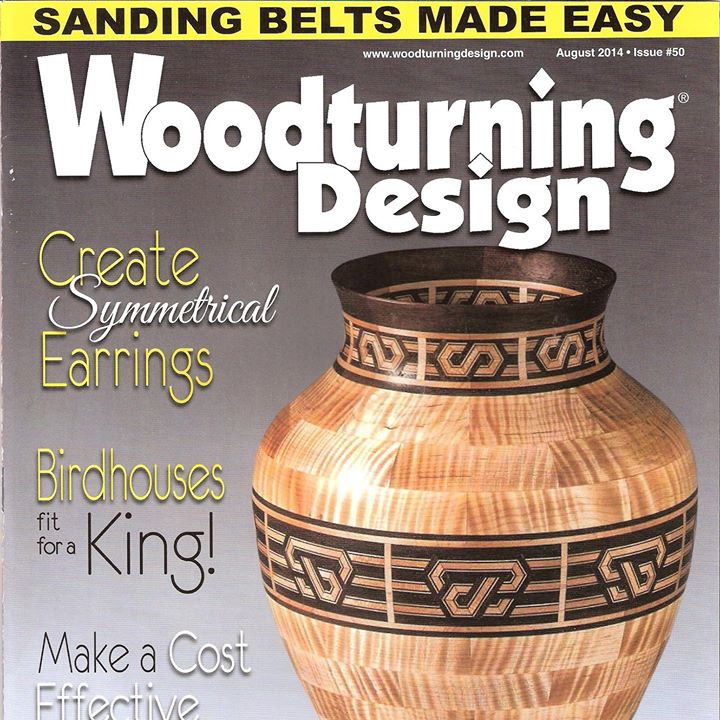 SANDING BELTS MADE EASY
www.woodturningdesign.com August 2014 • Issue #50
Woodturning®
Design
Create
Symmetrical
Earrings
Birdhouses
fit
for a King!
Make a Cost
Effective